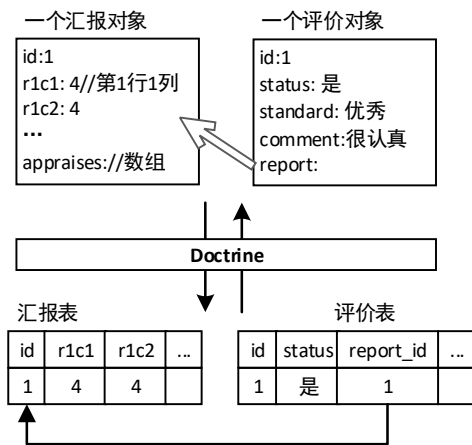 一个汇报对象
id:1
r1c1: 4//第1行1列
r1c2: 4
...
appraises://数组
一个评价对象
id:1
status: 是
standard: 优秀
comment:很认真
report:
Doctrine
汇报表
id r1c1 r1c2 ...
1 4 4
评价表
id status report_id ...
1 是 1